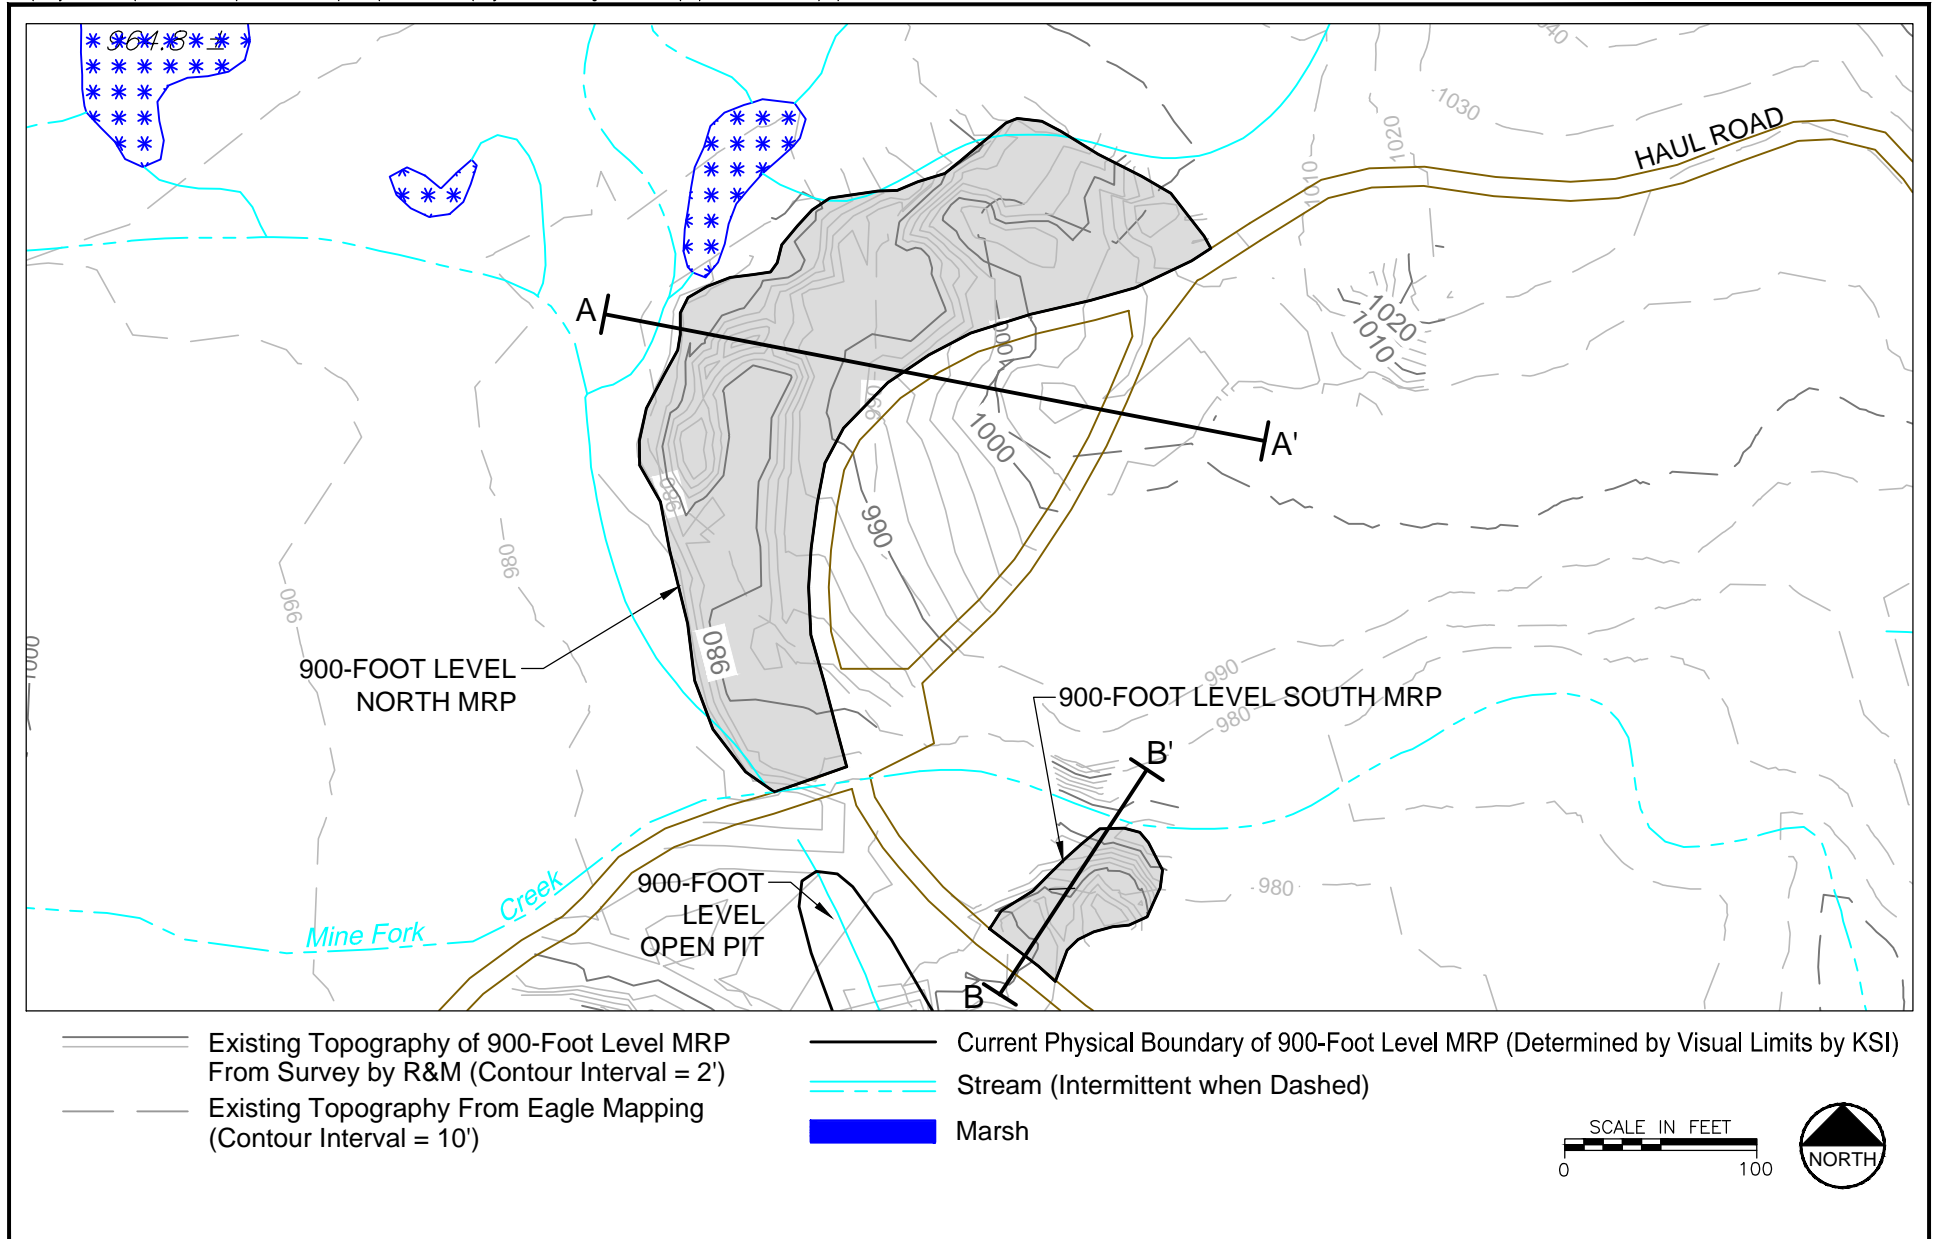 964.8 ±
1040
1030
1020
1010
HAUL ROAD
1020
1010
A
A'
1000
990
1000
990
980
980
990
980
1000
900-FOOT LEVEL
NORTH MRP
990
980
900-FOOT LEVEL SOUTH MRP
B'
980
900-FOOT
LEVEL
OPEN PIT
Mine Fork Creek
B
Existing Topography of 900-Foot Level MRP
From Survey by R&M (Contour Interval = 2')
Existing Topography From Eagle Mapping
(Contour Interval = 10')
Current Physical Boundary of 900-Foot Level MRP (Determined by Visual Limits by KSI)
Stream (Intermittent when Dashed)
Marsh
SCALE IN FEET
0 100
NORTH